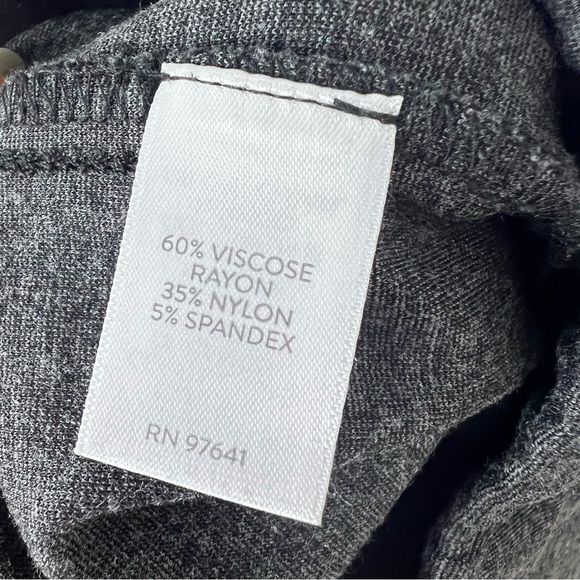 60% VISCOSE
RAYON
35% NYLON
5% SPANDEX
RN 97641